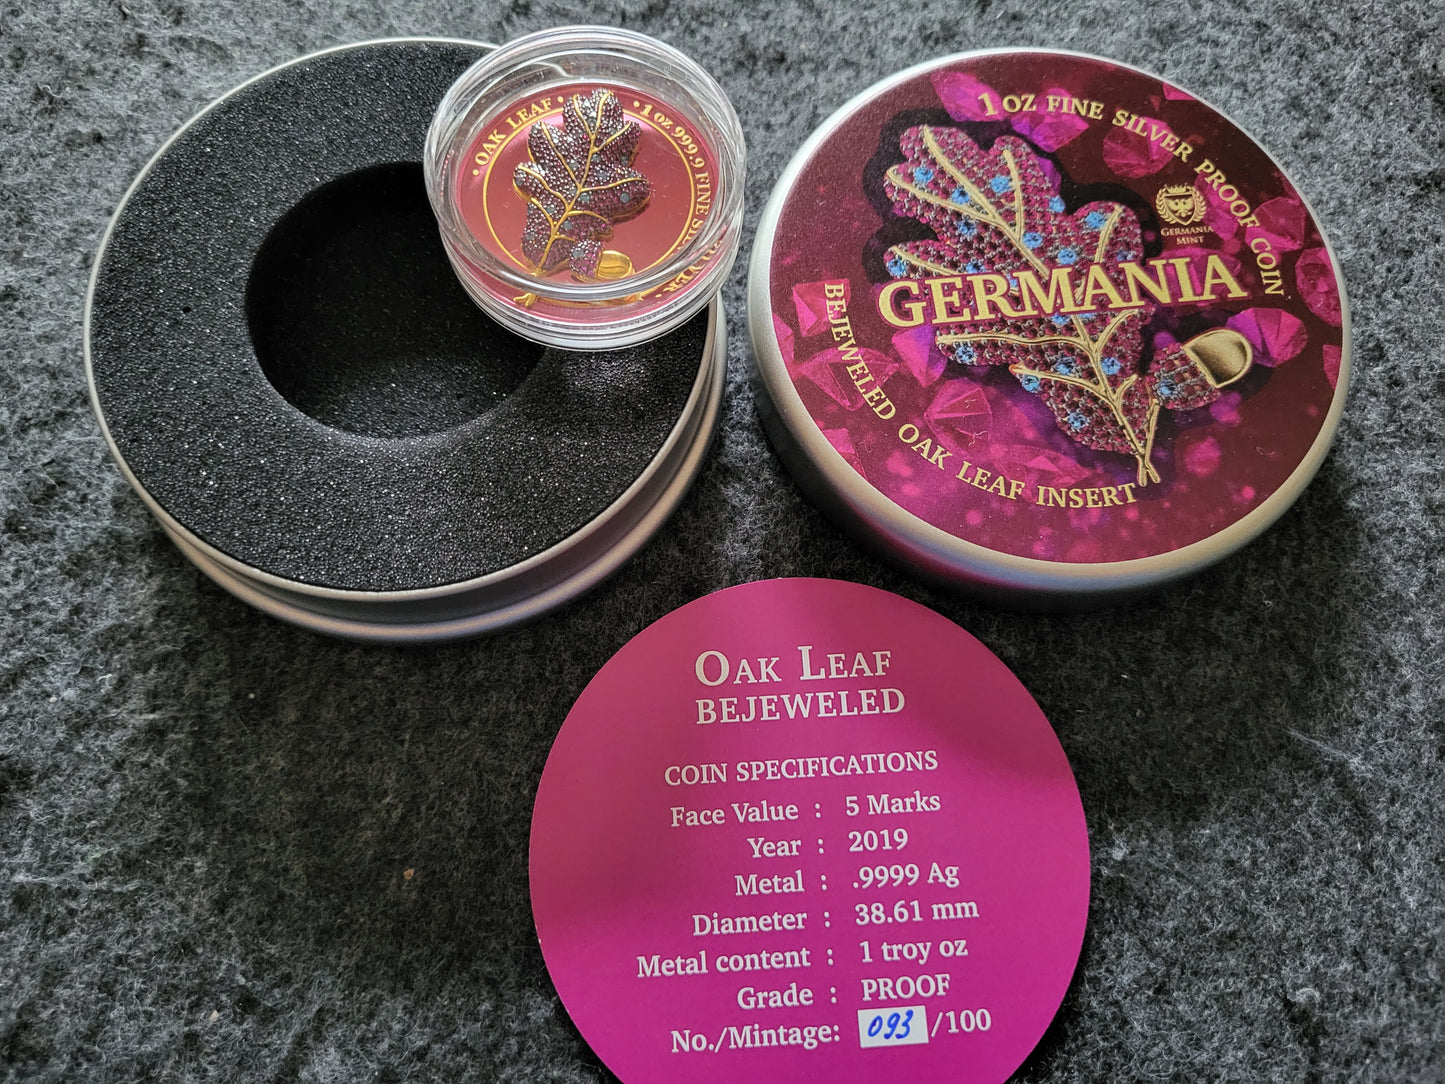 • OAK LEAF •
• 1 oz 999.9 FINE SILVER •
1 OZ FINE SILVER PROOF COIN
GERMANIA
MINT
GERMANIA
BEJEWELED OAK LEAF INSERT
OAK LEAF
BEJEWELED
COIN SPECIFICATIONS
Face Value : 5 Marks
Year : 2019
Metal : .9999 Ag
Diameter : 38.61 mm
Metal content : 1 troy oz
Grade : PROOF
No./Mintage: 093/100